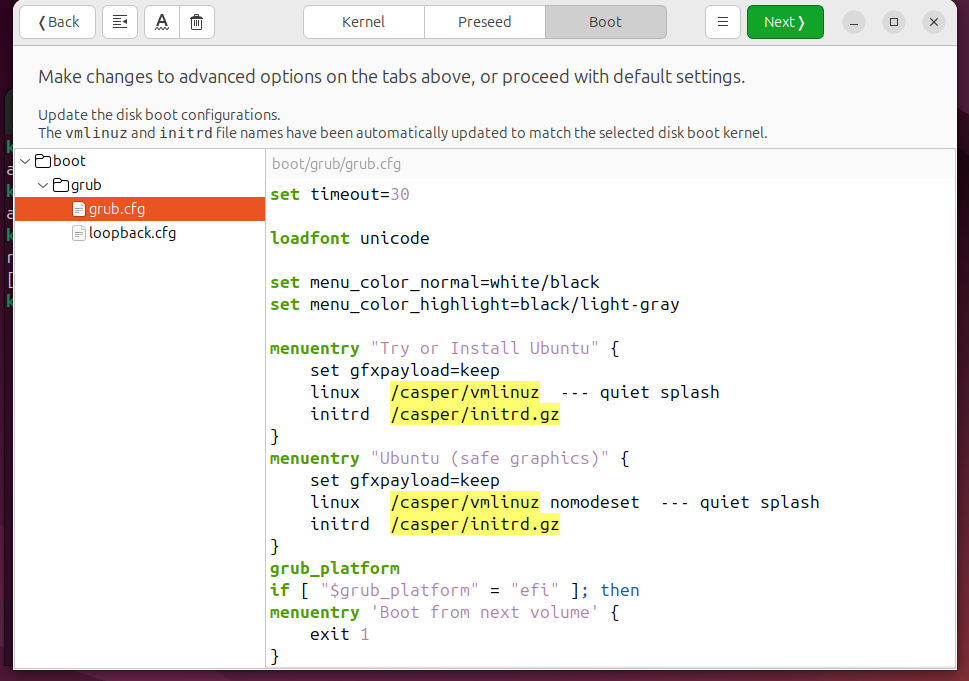 Back
Kernel
Preseed
Boot
Next
Make changes to advanced options on the tabs above, or proceed with default settings.
Update the disk boot configurations.
The vmlinuz and initrd file names have been automatically updated to match the selected disk boot kernel.
boot
grub
grub.cfg
loopback.cfg
boot/grub/grub.cfg
set timeout=30
loadfont unicode
set menu_color_normal=white/black
set menu_color_highlight=black/light-gray
menuentry "Try or Install Ubuntu" {
set gfxpayload=keep
linux /casper/vmlinuz --- quiet splash
initrd /casper/initrd.gz
}
menuentry "Ubuntu (safe graphics)" {
set gfxpayload=keep
linux /casper/vmlinuz nomodeset --- quiet splash
initrd /casper/initrd.gz
}
grub_platform
if [ "$grub_platform" = "efi" ]; then
menuentry 'Boot from next volume' {
exit 1
}